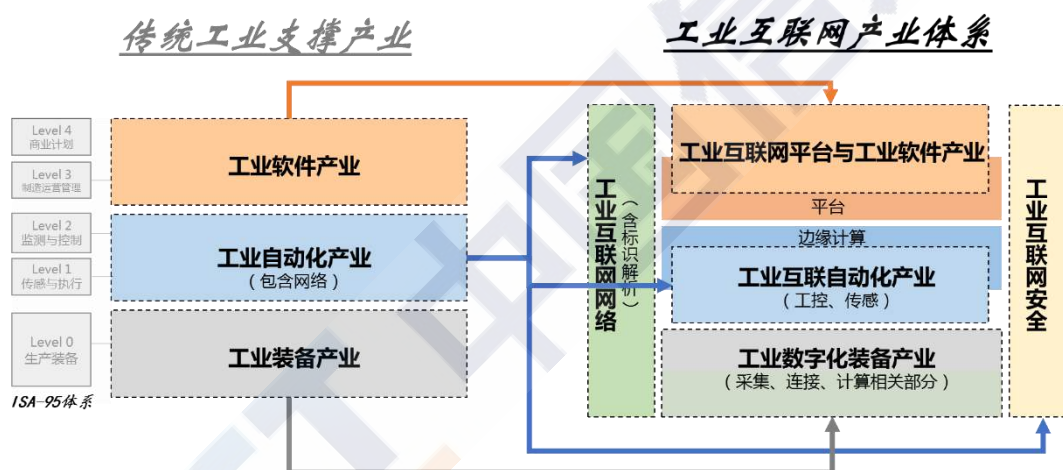 传统工业支撑产业
工业互联网产业体系
Level 4
商业计划
Level 3
制造运营管理
Level 2
监测与控制
Level 1
传感与执行
Level 0
生产装备
ISA-95体系
工业软件产业
工业自动化产业
（包含网络）
工业装备产业
工业互联网网络
（含标识解析）
工业互联网平台与工业软件产业
平台
边缘计算
工业互联自动化产业
（工控、传感）
工业数字化装备产业
（采集、连接、计算相关部分）
工业互联网安全
中国信